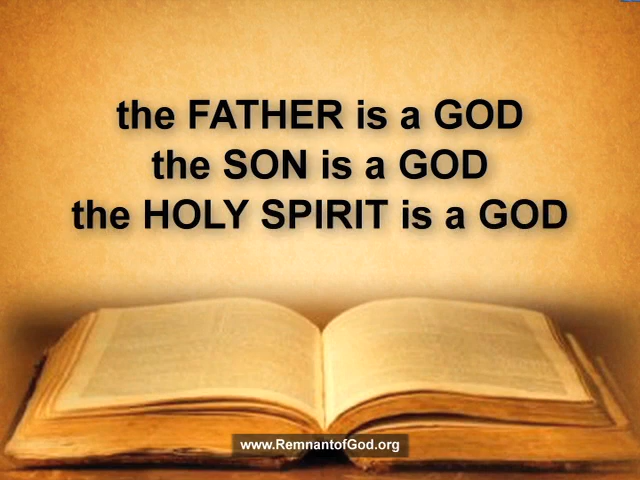 the FATHER is a GOD
the SON is a GOD
the HOLY SPIRIT is a GOD
www.RemnantofGod.org